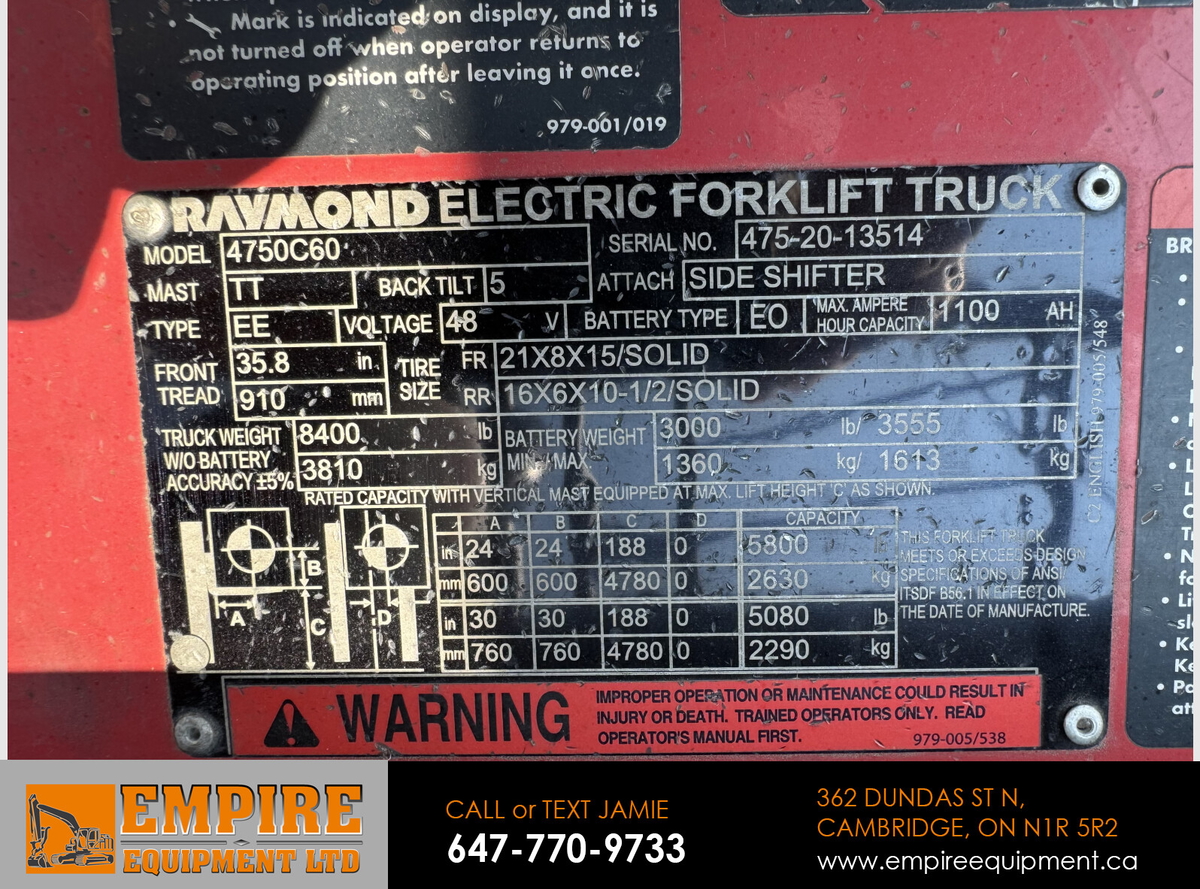 Mark is indicated on display, and it is
not turned off when operator returns to
operating position after leaving it once.
979-001/019
RAYMOND ELECTRIC FORKLIFT TRUCK
MODEL 4750C60 SERIAL NO. 475-20-13514
MAST TT BACK TILT 5 ATTACH SIDE SHIFTER
TYPE EE VOLTAGE 48 V BATTERY TYPE EO MAX. AMPERE HOUR CAPACITY 1100 AH
FRONT TREAD 35.8 in TIRE SIZE FR 21X8X15/SOLID
910 mm RR 16X6X10-1/2/SOLID
TRUCK WEIGHT W/O BATTERY ACCURACY ±5% 8400 lb BATTERY WEIGHT MIN./MAX. 3000 lb/ 3555 lb
3810 kg 1360 kg/ 1613 kg
RATED CAPACITY WITH VERTICAL MAST EQUIPPED AT MAX. LIFT HEIGHT 'C' AS SHOWN.
A B C D CAPACITY
in 24 24 188 0 5800
mm 600 600 4780 0 2630 kg
in 30 30 188 0 5080 lb
mm 760 760 4780 0 2290 kg
A B C D
THIS FORKLIFT TRUCK
MEETS OR EXCEEDS DESIGN
SPECIFICATIONS OF ANSI/
ITSDF B56.1 IN EFFECT ON
THE DATE OF MANUFACTURE.
C2 ENGLISH 979-005/548
WARNING
IMPROPER OPERATION OR MAINTENANCE COULD RESULT IN
INJURY OR DEATH. TRAINED OPERATORS ONLY. READ
OPERATOR'S MANUAL FIRST.
979-005/538
BR
EMPIRE
EQUIPMENT LTD
CALL or TEXT JAMIE
647-770-9733
362 DUNDAS ST N,
CAMBRIDGE, ON N1R 5R2
www.empireequipment.ca